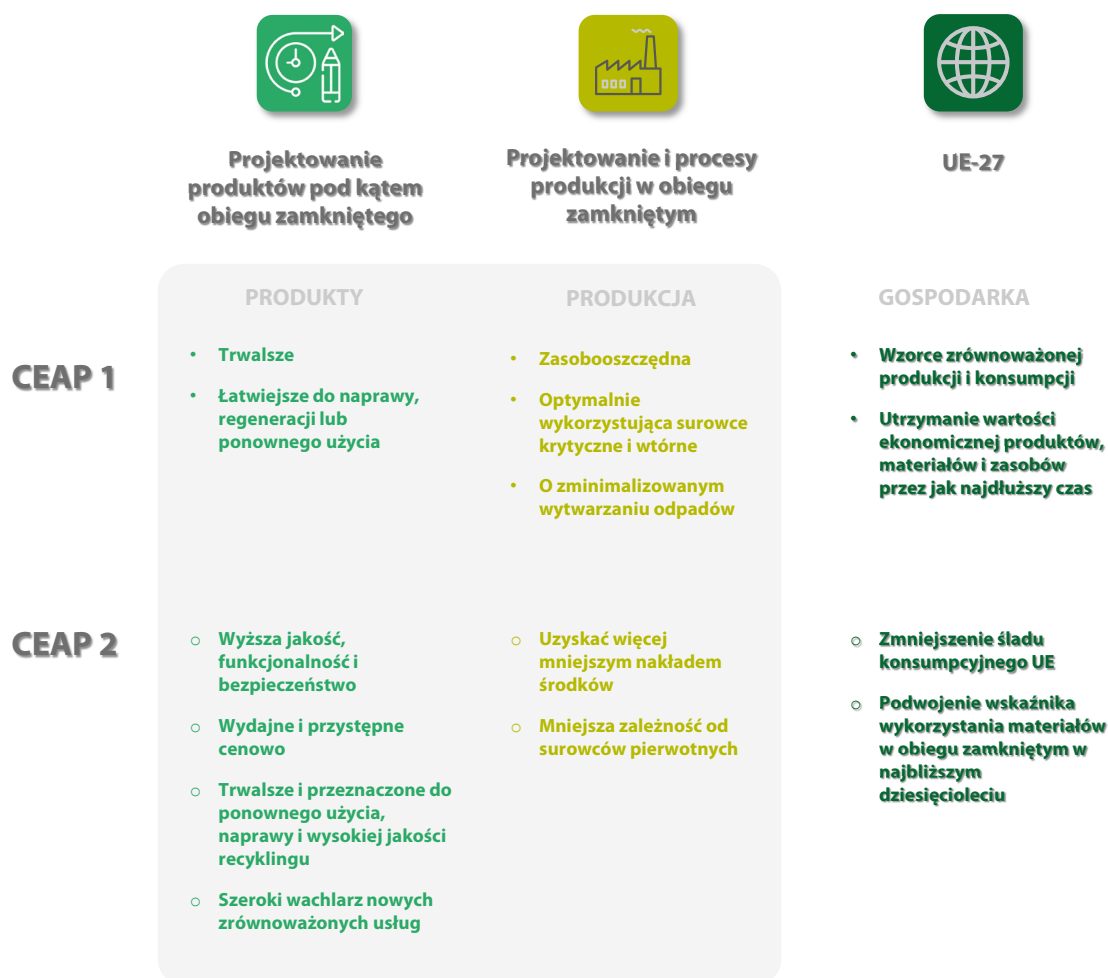 Projektowanie
produktów pod kątem
obiegu zamkniętego
Projektowanie i procesy
produkcji w obiegu
zamkniętym
UE-27
PRODUKTY
PRODUKCJA
GOSPODARKA
CEAP 1
• Trwalsze
• Łatwiejsze do naprawy,
regeneracji lub
ponownego użycia
• Zasobooszczędna
• Optymalnie
wykorzystująca surowce
krytyczne i wtórne
• O zminimalizowanym
wytwarzaniu odpadów
• Wzorce zrównoważonej
produkcji i konsumpcji
• Utrzymanie wartości
ekonomicznej produktów,
materiałów i zasobów
przez jak najdłuższy czas
CEAP 2
o Wyższa jakość,
funkcjonalność i
bezpieczeństwo
o Wydajne i przystępne
cenowo
o Trwalsze i przeznaczone do
ponownego użycia,
naprawy i wysokiej jakości
recyklingu
o Szeroki wachlarz nowych
zrównoważonych usług
o Uzyskać więcej
mniejszym nakładem
środków
o Mniejsza zależność od
surowców pierwotnych
o Zmniejszenie śladu
konsumpcyjnego UE
o Podwojenie wskaźnika
wykorzystania materiałów
w obiegu zamkniętym w
najbliższym
dziesięcioleciu